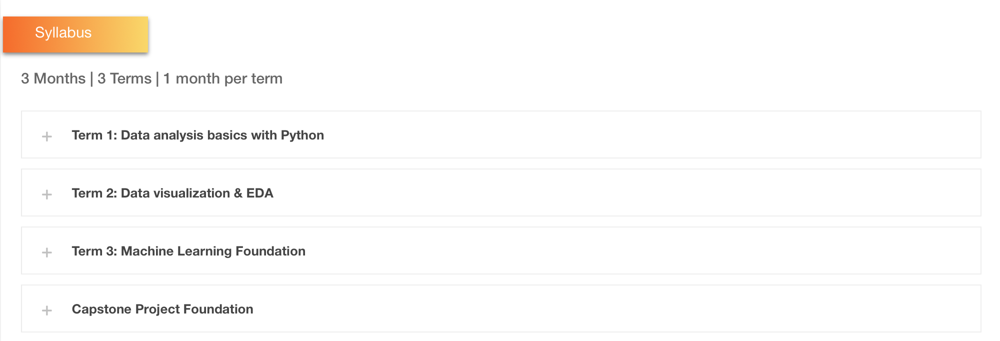 Syllabus
3 Months | 3 Terms | 1 month per term
Term 1: Data analysis basics with Python
Term 2: Data visualization & EDA
Term 3: Machine Learning Foundation
Capstone Project Foundation